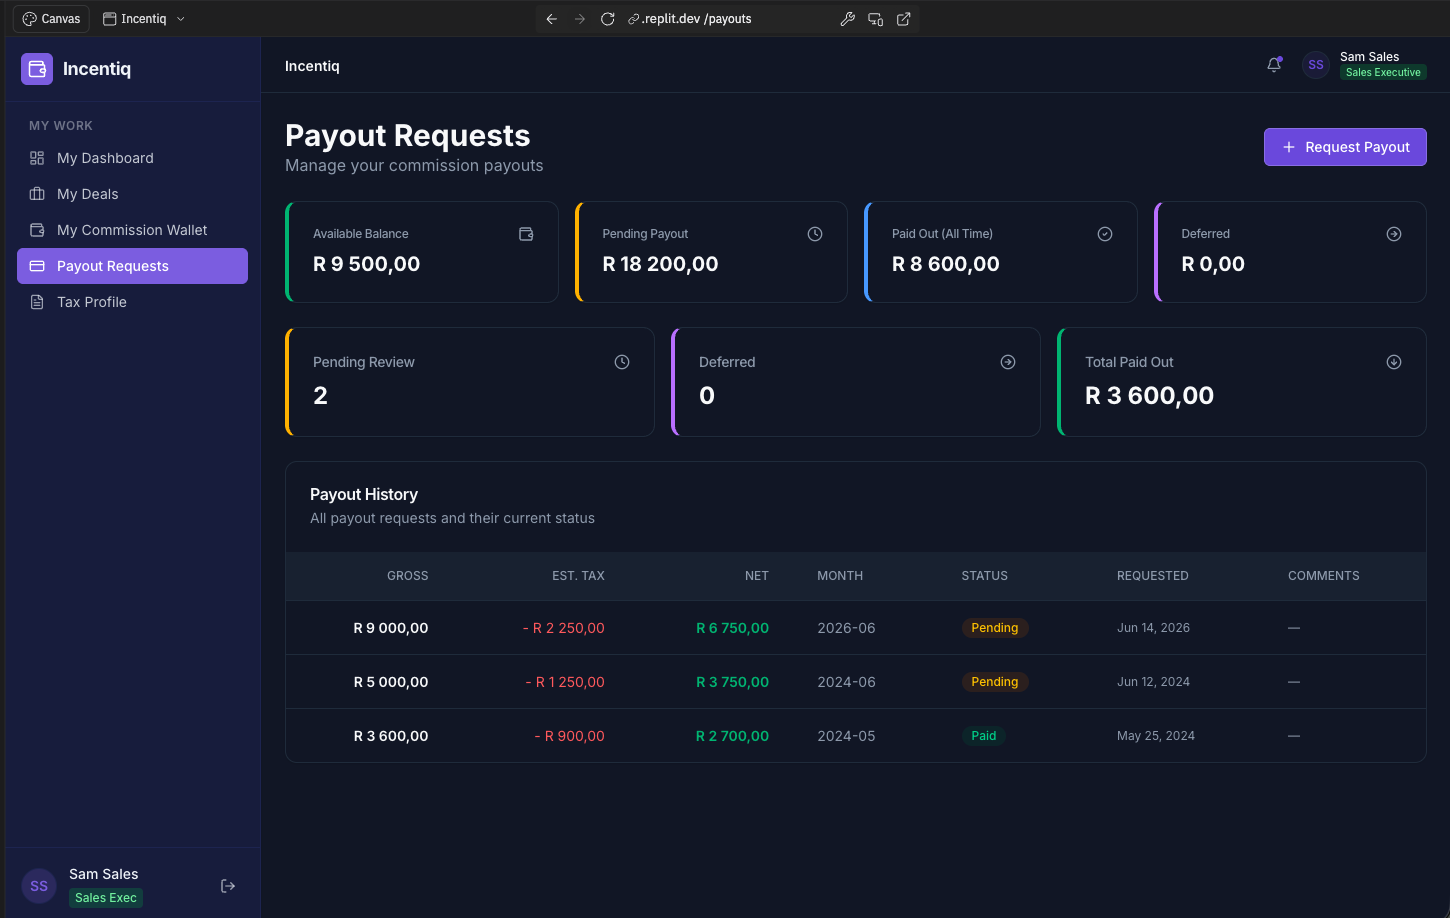 Canvas
Incentiq
.replit.dev /payouts
Incentiq
Incentiq
SS
Sam Sales
Sales Executive
MY WORK
My Dashboard
My Deals
My Commission Wallet
Payout Requests
Tax Profile
Payout Requests
Manage your commission payouts
Request Payout
Available Balance
R 9 500,00
Pending Payout
R 18 200,00
Paid Out (All Time)
R 8 600,00
Deferred
R 0,00
Pending Review
2
Deferred
0
Total Paid Out
R 3 600,00
Payout History
All payout requests and their current status
GROSS EST. TAX NET MONTH STATUS REQUESTED COMMENTS
R 9 000,00 - R 2 250,00 R 6 750,00 2026-06 Pending Jun 14, 2026 —
R 5 000,00 - R 1 250,00 R 3 750,00 2024-06 Pending Jun 12, 2024 —
R 3 600,00 - R 900,00 R 2 700,00 2024-05 Paid May 25, 2024 —
SS
Sam Sales
Sales Exec